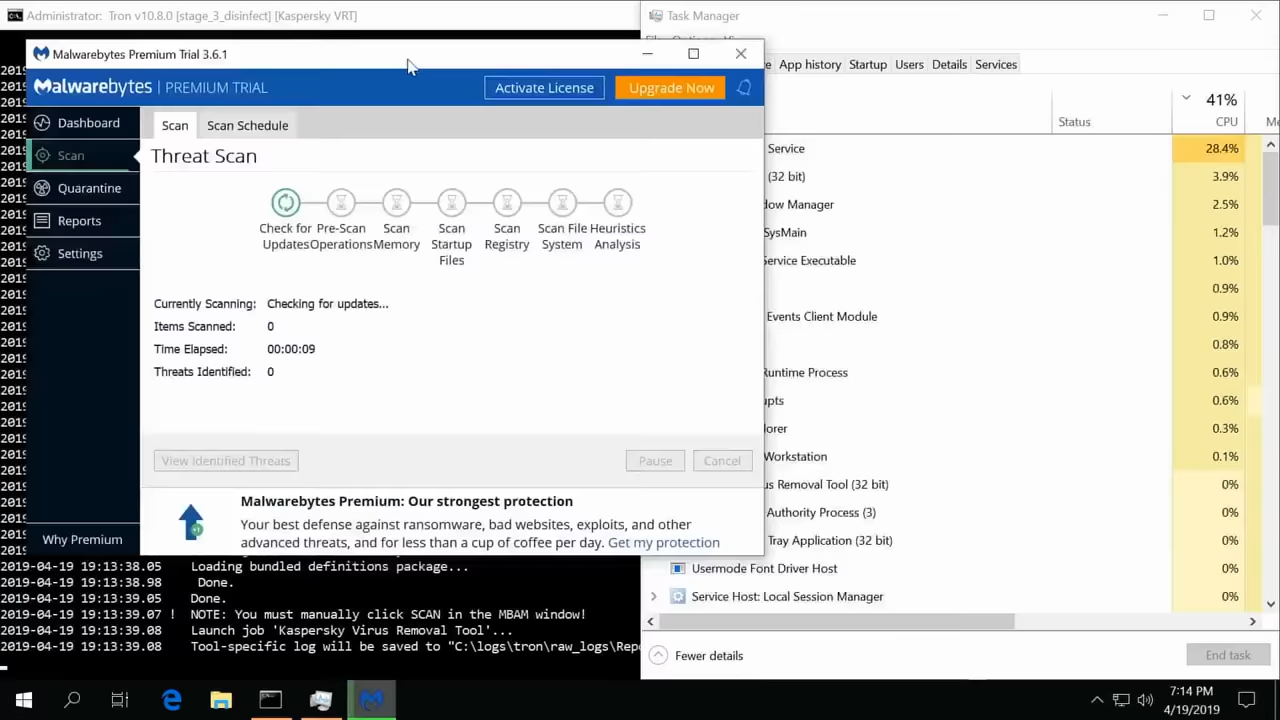 Administrator: Tron v10.8.0 [stage_3_disinfect] [Kaspersky VRT]
Task Manager
Malwarebytes Premium Trial 3.6.1
Malwarebytes | PREMIUM TRIAL
Activate License
Upgrade Now
Dashboard
Scan
Quarantine
Reports
Settings
Why Premium
Scan
Scan Schedule
Threat Scan
Check for Updates
Pre-Scan Operations
Scan Memory
Scan Startup Files
Scan Registry
Scan File System
Heuristics Analysis
Currently Scanning: Checking for updates...
Items Scanned: 0
Time Elapsed: 00:00:09
Threats Identified: 0
View Identified Threats
Pause
Cancel
Malwarebytes Premium: Our strongest protection
Your best defense against ransomware, bad websites, exploits, and other
advanced threats, and for less than a cup of coffee per day. Get my protection
2019-04-19 19:13:38.05 Loading bundled definitions package...
2019-04-19 19:13:38.98 Done.
2019-04-19 19:13:39.05 Done.
2019-04-19 19:13:39.07 ! NOTE: You must manually click SCAN in the MBAM window!
2019-04-19 19:13:39.08 Launch job 'Kaspersky Virus Removal Tool'...
2019-04-19 19:13:39.08 Tool-specific log will be saved to "C:\logs\tron\raw_logs\Rep
App history
Startup
Users
Details
Services
Status
41%
CPU
Me
Service 28.4%
(32 bit) 3.9%
dow Manager 2.5%
SysMain 1.2%
Service Executable 1.0%
0.9%
Events Client Module 0.9%
0.8%
Runtime Process 0.6%
upts 0.6%
lorer 0.3%
Workstation 0.1%
us Removal Tool (32 bit) 0%
Authority Process (3) 0%
Tray Application (32 bit) 0%
Usermode Font Driver Host 0%
Service Host: Local Session Manager 0%
Fewer details
End task
7:14 PM
4/19/2019